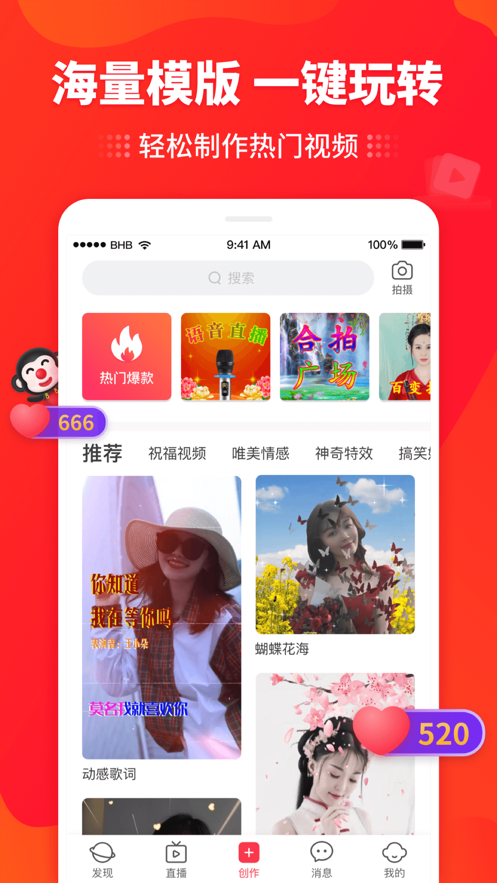 海量模版 一键玩转
轻松制作热门视频
BHB
9:41 AM
100%
搜索
拍摄
热门爆款
语音直播
合拍
广场
百变
666
推荐
祝福视频
唯美情感
神奇特效
搞笑
你知道
我在等你吗
莫名我就喜欢你
动感歌词
蝴蝶花海
520
发现
直播
创作
消息
我的